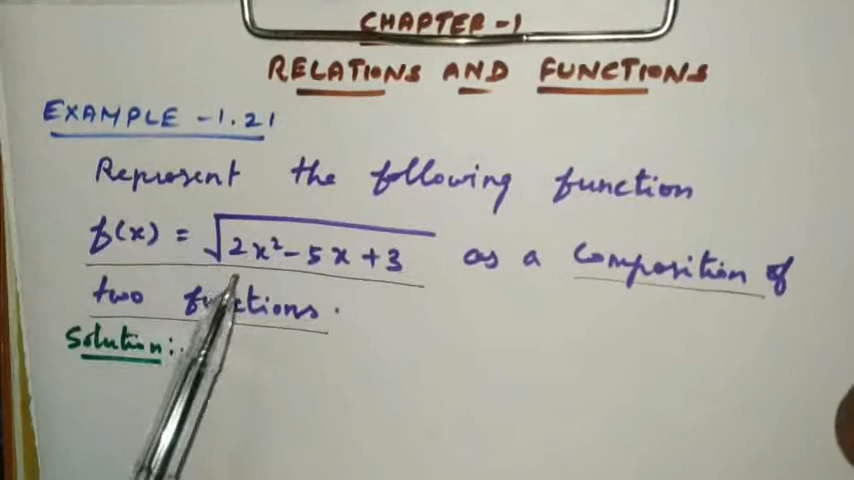 CHAPTER-1
RELATIONS AND FUNCTIONS
EXAMPLE -1.21
Represent the following function
f(x) = √(2x²-5x+3) as a composition of
two functions.
Solution:.